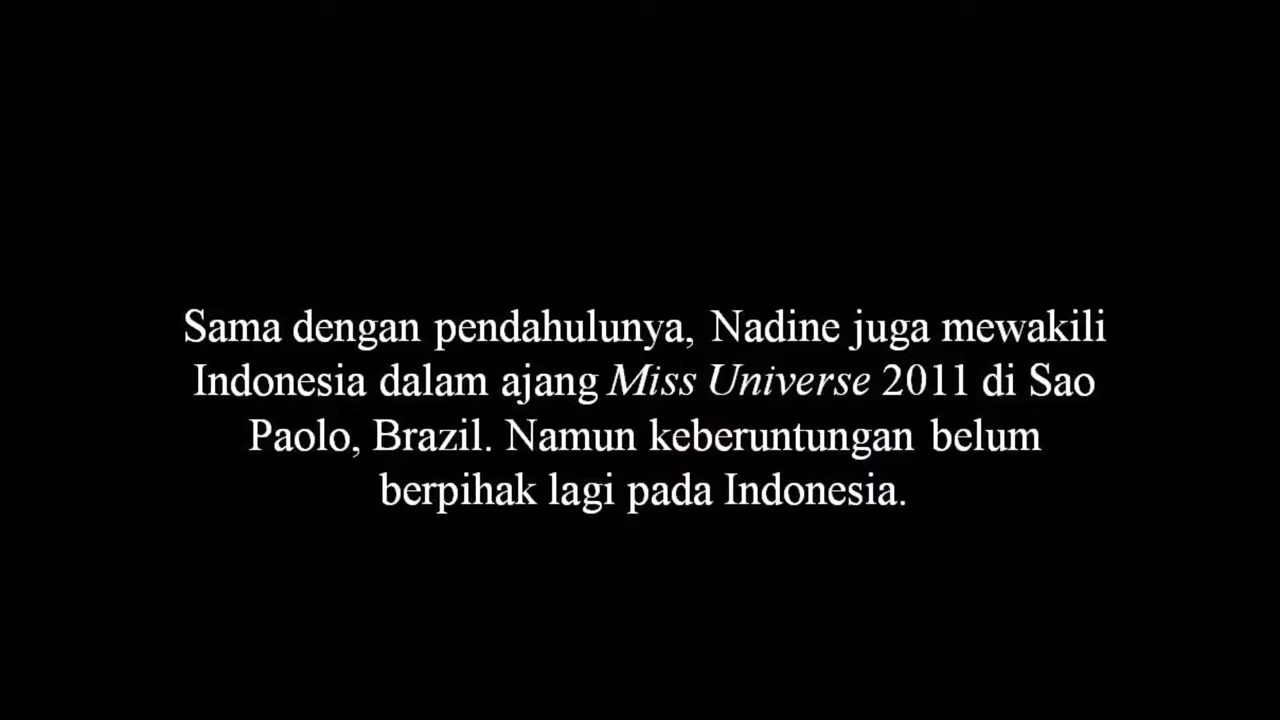 Sama dengan pendahulunya, Nadine juga mewakili
Indonesia dalam ajang Miss Universe 2011 di Sao
Paolo, Brazil. Namun keberuntungan belum
berpihak lagi pada Indonesia.